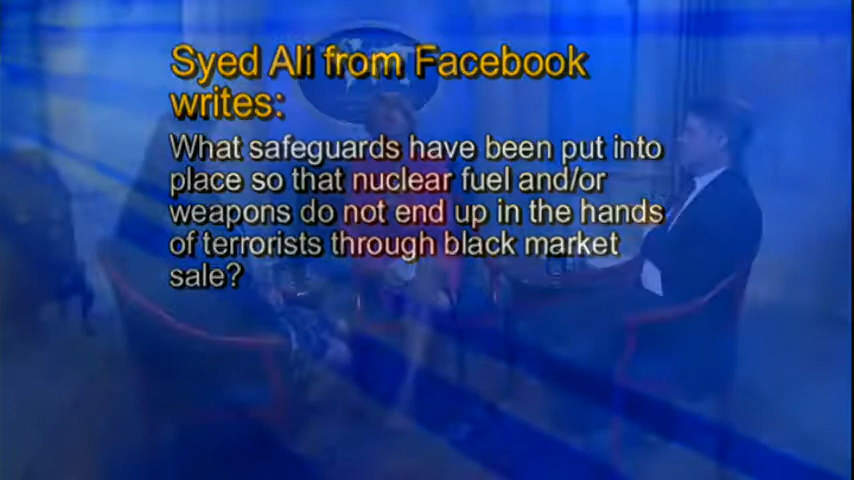 Syed Ali from Facebook
writes:
What safeguards have been put into
place so that nuclear fuel and/or
weapons do not end up in the hands
of terrorists through black market
sale?